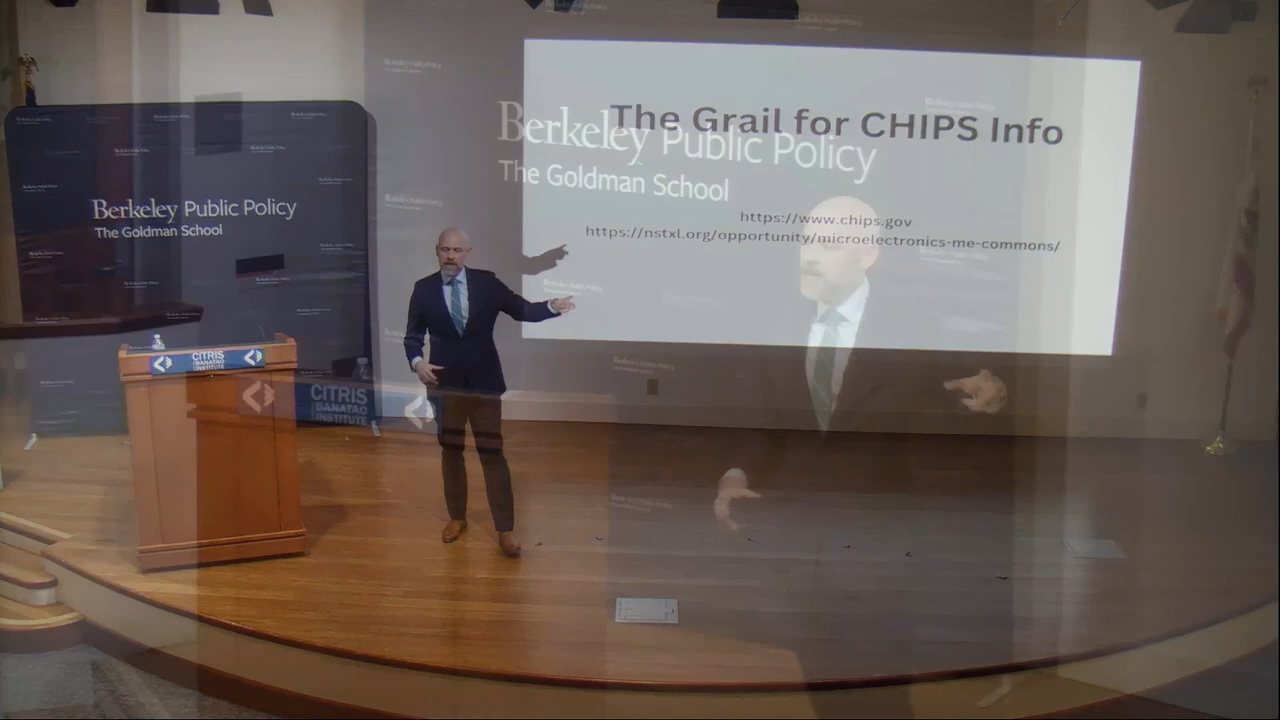 The Grail for CHIPS Info
https://www.chips.gov
https://nstxl.org/opportunity/microelectronics-me-commons/
Berkeley Public Policy
The Goldman School
Berkeley Public Policy
The Goldman School
CITRIS
BANATAO
INSTITUTE
CITRIS
BANATAO
INSTITUTE